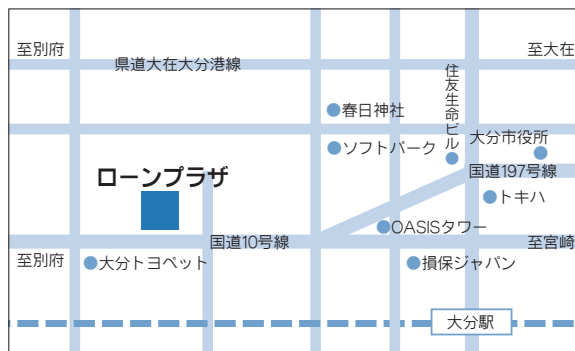 至別府
県道大在大分港線
至大在
住友生命ビル
春日神社
大分市役所
ソフトパーク
国道197号線
ローンプラザ
トキハ
OASISタワー
国道10号線
至宮崎
至別府
大分トヨペット
損保ジャパン
大分駅